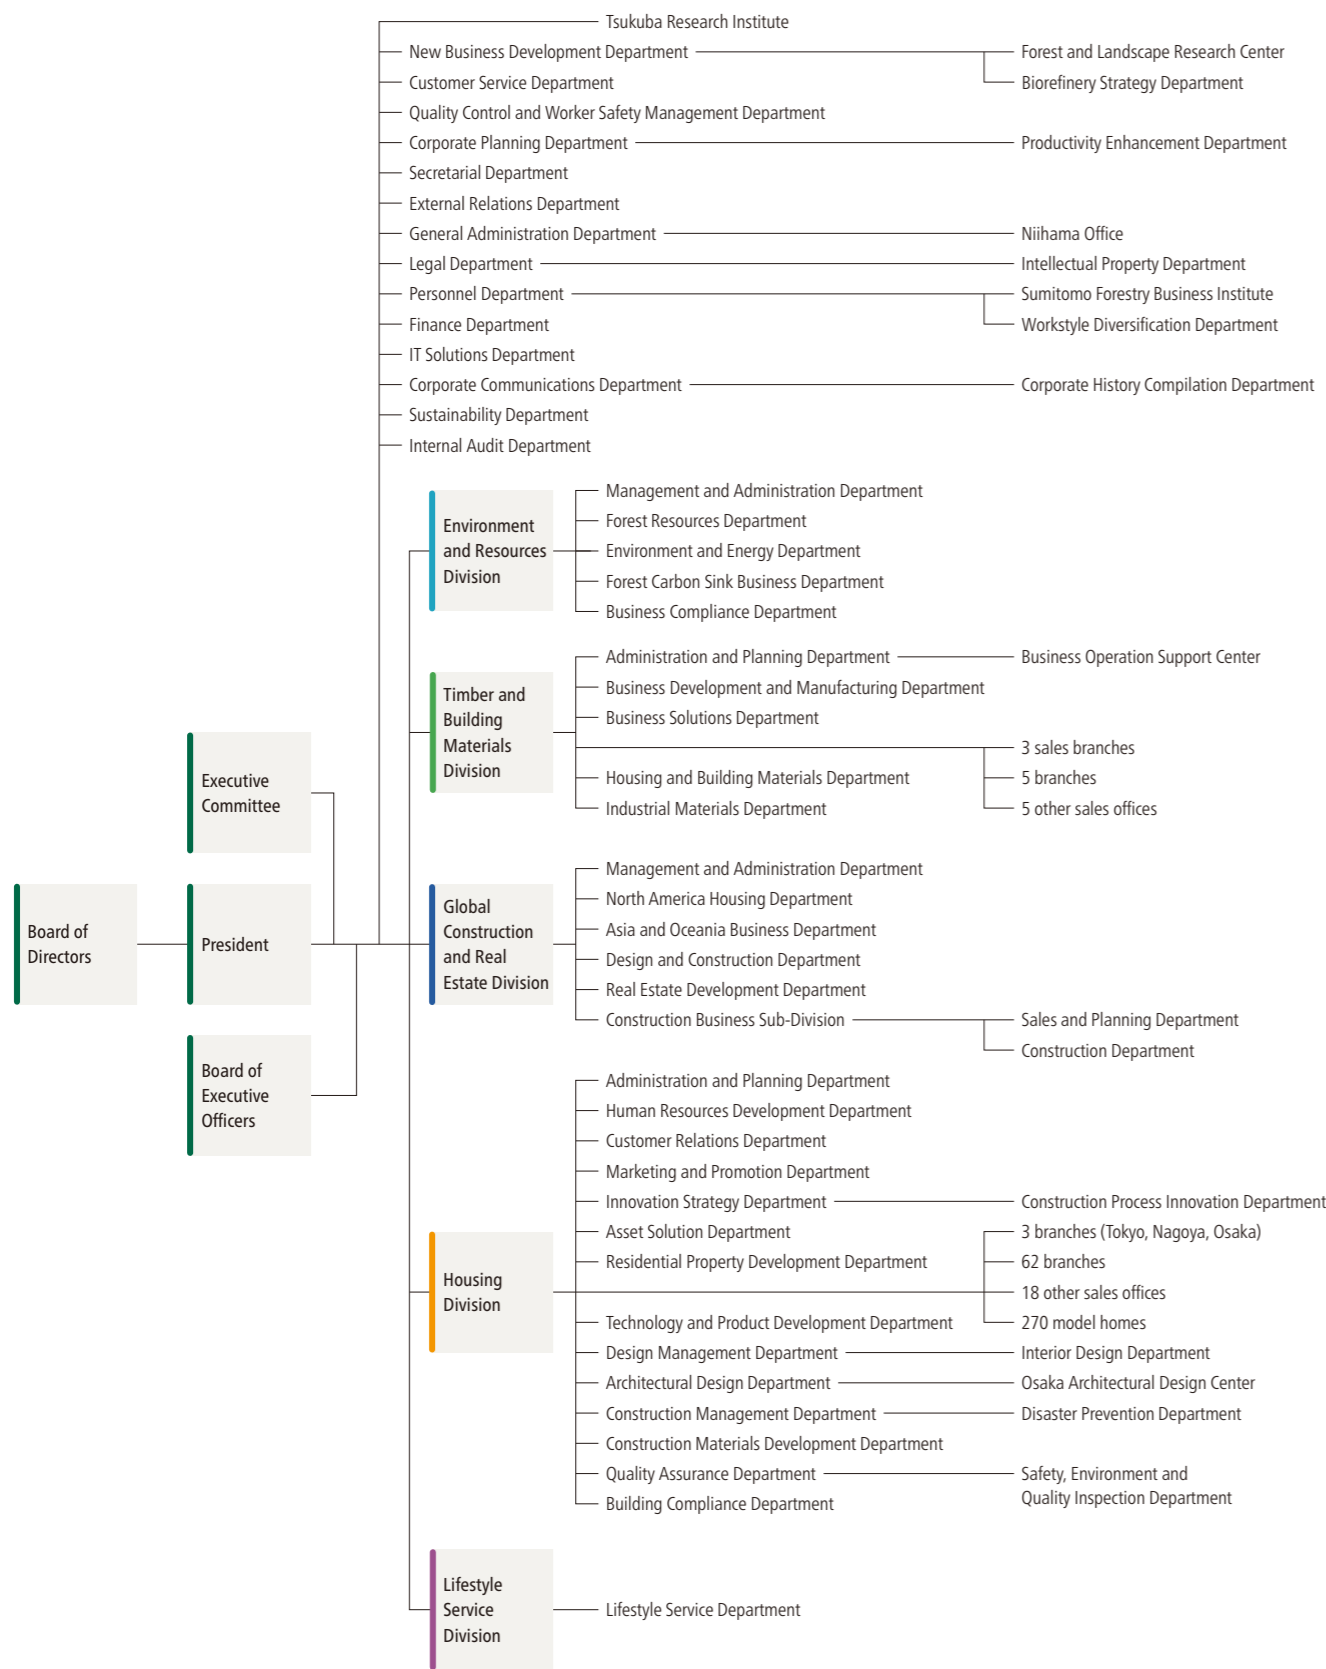 Tsukuba Research Institute
New Business Development Department
Forest and Landscape Research Center
Customer Service Department
Biorefinery Strategy Department
Quality Control and Worker Safety Management Department
Corporate Planning Department
Productivity Enhancement Department
Secretarial Department
External Relations Department
General Administration Department
Niihama Office
Legal Department
Intellectual Property Department
Personnel Department
Sumitomo Forestry Business Institute
Finance Department
Workstyle Diversification Department
IT Solutions Department
Corporate Communications Department
Corporate History Compilation Department
Sustainability Department
Internal Audit Department
Environment
and Resources
Division
Management and Administration Department
Forest Resources Department
Environment and Energy Department
Forest Carbon Sink Business Department
Business Compliance Department
Timber and
Building
Materials
Division
Administration and Planning Department
Business Operation Support Center
Business Development and Manufacturing Department
Business Solutions Department
3 sales branches
Housing and Building Materials Department
5 branches
Industrial Materials Department
5 other sales offices
Executive
Committee
Board of
Directors
President
Board of
Executive
Officers
Global
Construction
and Real
Estate Division
Management and Administration Department
North America Housing Department
Asia and Oceania Business Department
Design and Construction Department
Real Estate Development Department
Construction Business Sub-Division
Sales and Planning Department
Construction Department
Housing
Division
Administration and Planning Department
Human Resources Development Department
Customer Relations Department
Marketing and Promotion Department
Innovation Strategy Department
Construction Process Innovation Department
Asset Solution Department
3 branches (Tokyo, Nagoya, Osaka)
Residential Property Development Department
62 branches
18 other sales offices
Technology and Product Development Department
270 model homes
Design Management Department
Interior Design Department
Architectural Design Department
Osaka Architectural Design Center
Construction Management Department
Disaster Prevention Department
Construction Materials Development Department
Quality Assurance Department
Safety, Environment and
Quality Inspection Department
Building Compliance Department
Lifestyle
Service
Division
Lifestyle Service Department